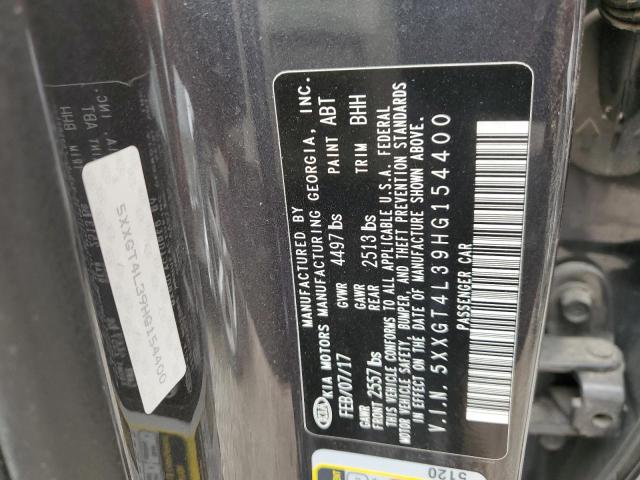 MANUFACTURED BY
KIA KIA MOTORS MANUFACTURING GEORGIA, INC.
FEB/07/17 GVWR 4497 lbs PAINT ABT
GAWR GAWR TRIM BHH
FRONT 2557 lbs REAR 2513 lbs
THIS VEHICLE CONFORMS TO ALL APPLICABLE U.S.A. FEDERAL
MOTOR VEHICLE SAFETY, BUMPER, AND THEFT PREVENTION STANDARDS
IN EFFECT ON THE DATE OF MANUFACTURE SHOWN ABOVE.
V.I.N. 5XXGT4L39HG154400
PASSENGER CAR
5120
5XXGT4L39HG154400